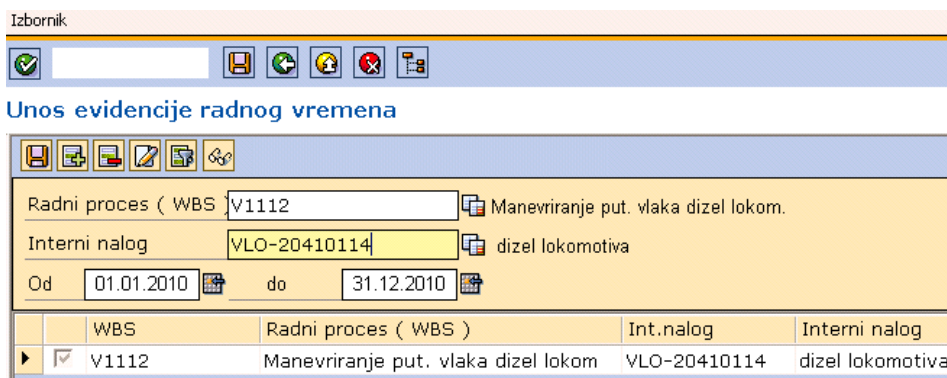 Izbornik
Unos evidencije radnog vremena
Radni proces ( WBS ) V1112 Manevriranje put. vlaka dizel lokom.
Interni nalog VLO-20410114 dizel lokomotiva
Od 01.01.2010 do 31.12.2010
WBS Radni proces ( WBS ) Int.nalog Interni nalog
V1112 Manevriranje put. vlaka dizel lokom VLO-20410114 dizel lokomotiva